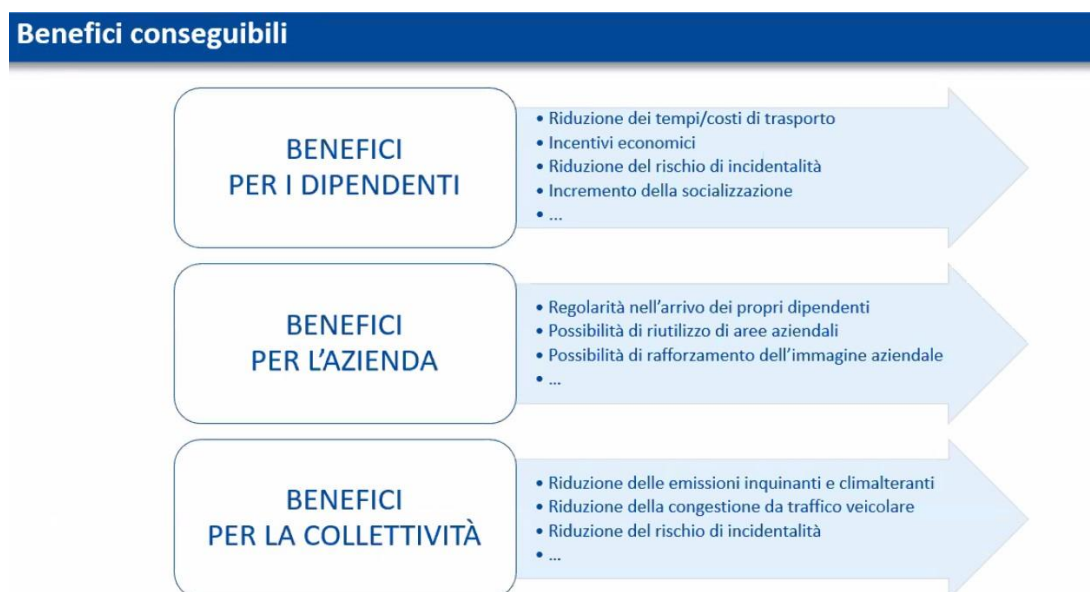 Benefici conseguibili
BENEFICI
PER I DIPENDENTI
• Riduzione dei tempi/costi di trasporto
• Incentivi economici
• Riduzione del rischio di incidentalità
• Incremento della socializzazione
• ...
BENEFICI
PER L'AZIENDA
• Regolarità nell'arrivo dei propri dipendenti
• Possibilità di riutilizzo di aree aziendali
• Possibilità di rafforzamento dell'immagine aziendale
• ...
BENEFICI
PER LA COLLETTIVITÀ
• Riduzione delle emissioni inquinanti e climalteranti
• Riduzione della congestione da traffico veicolare
• Riduzione del rischio di incidentalità
• ...